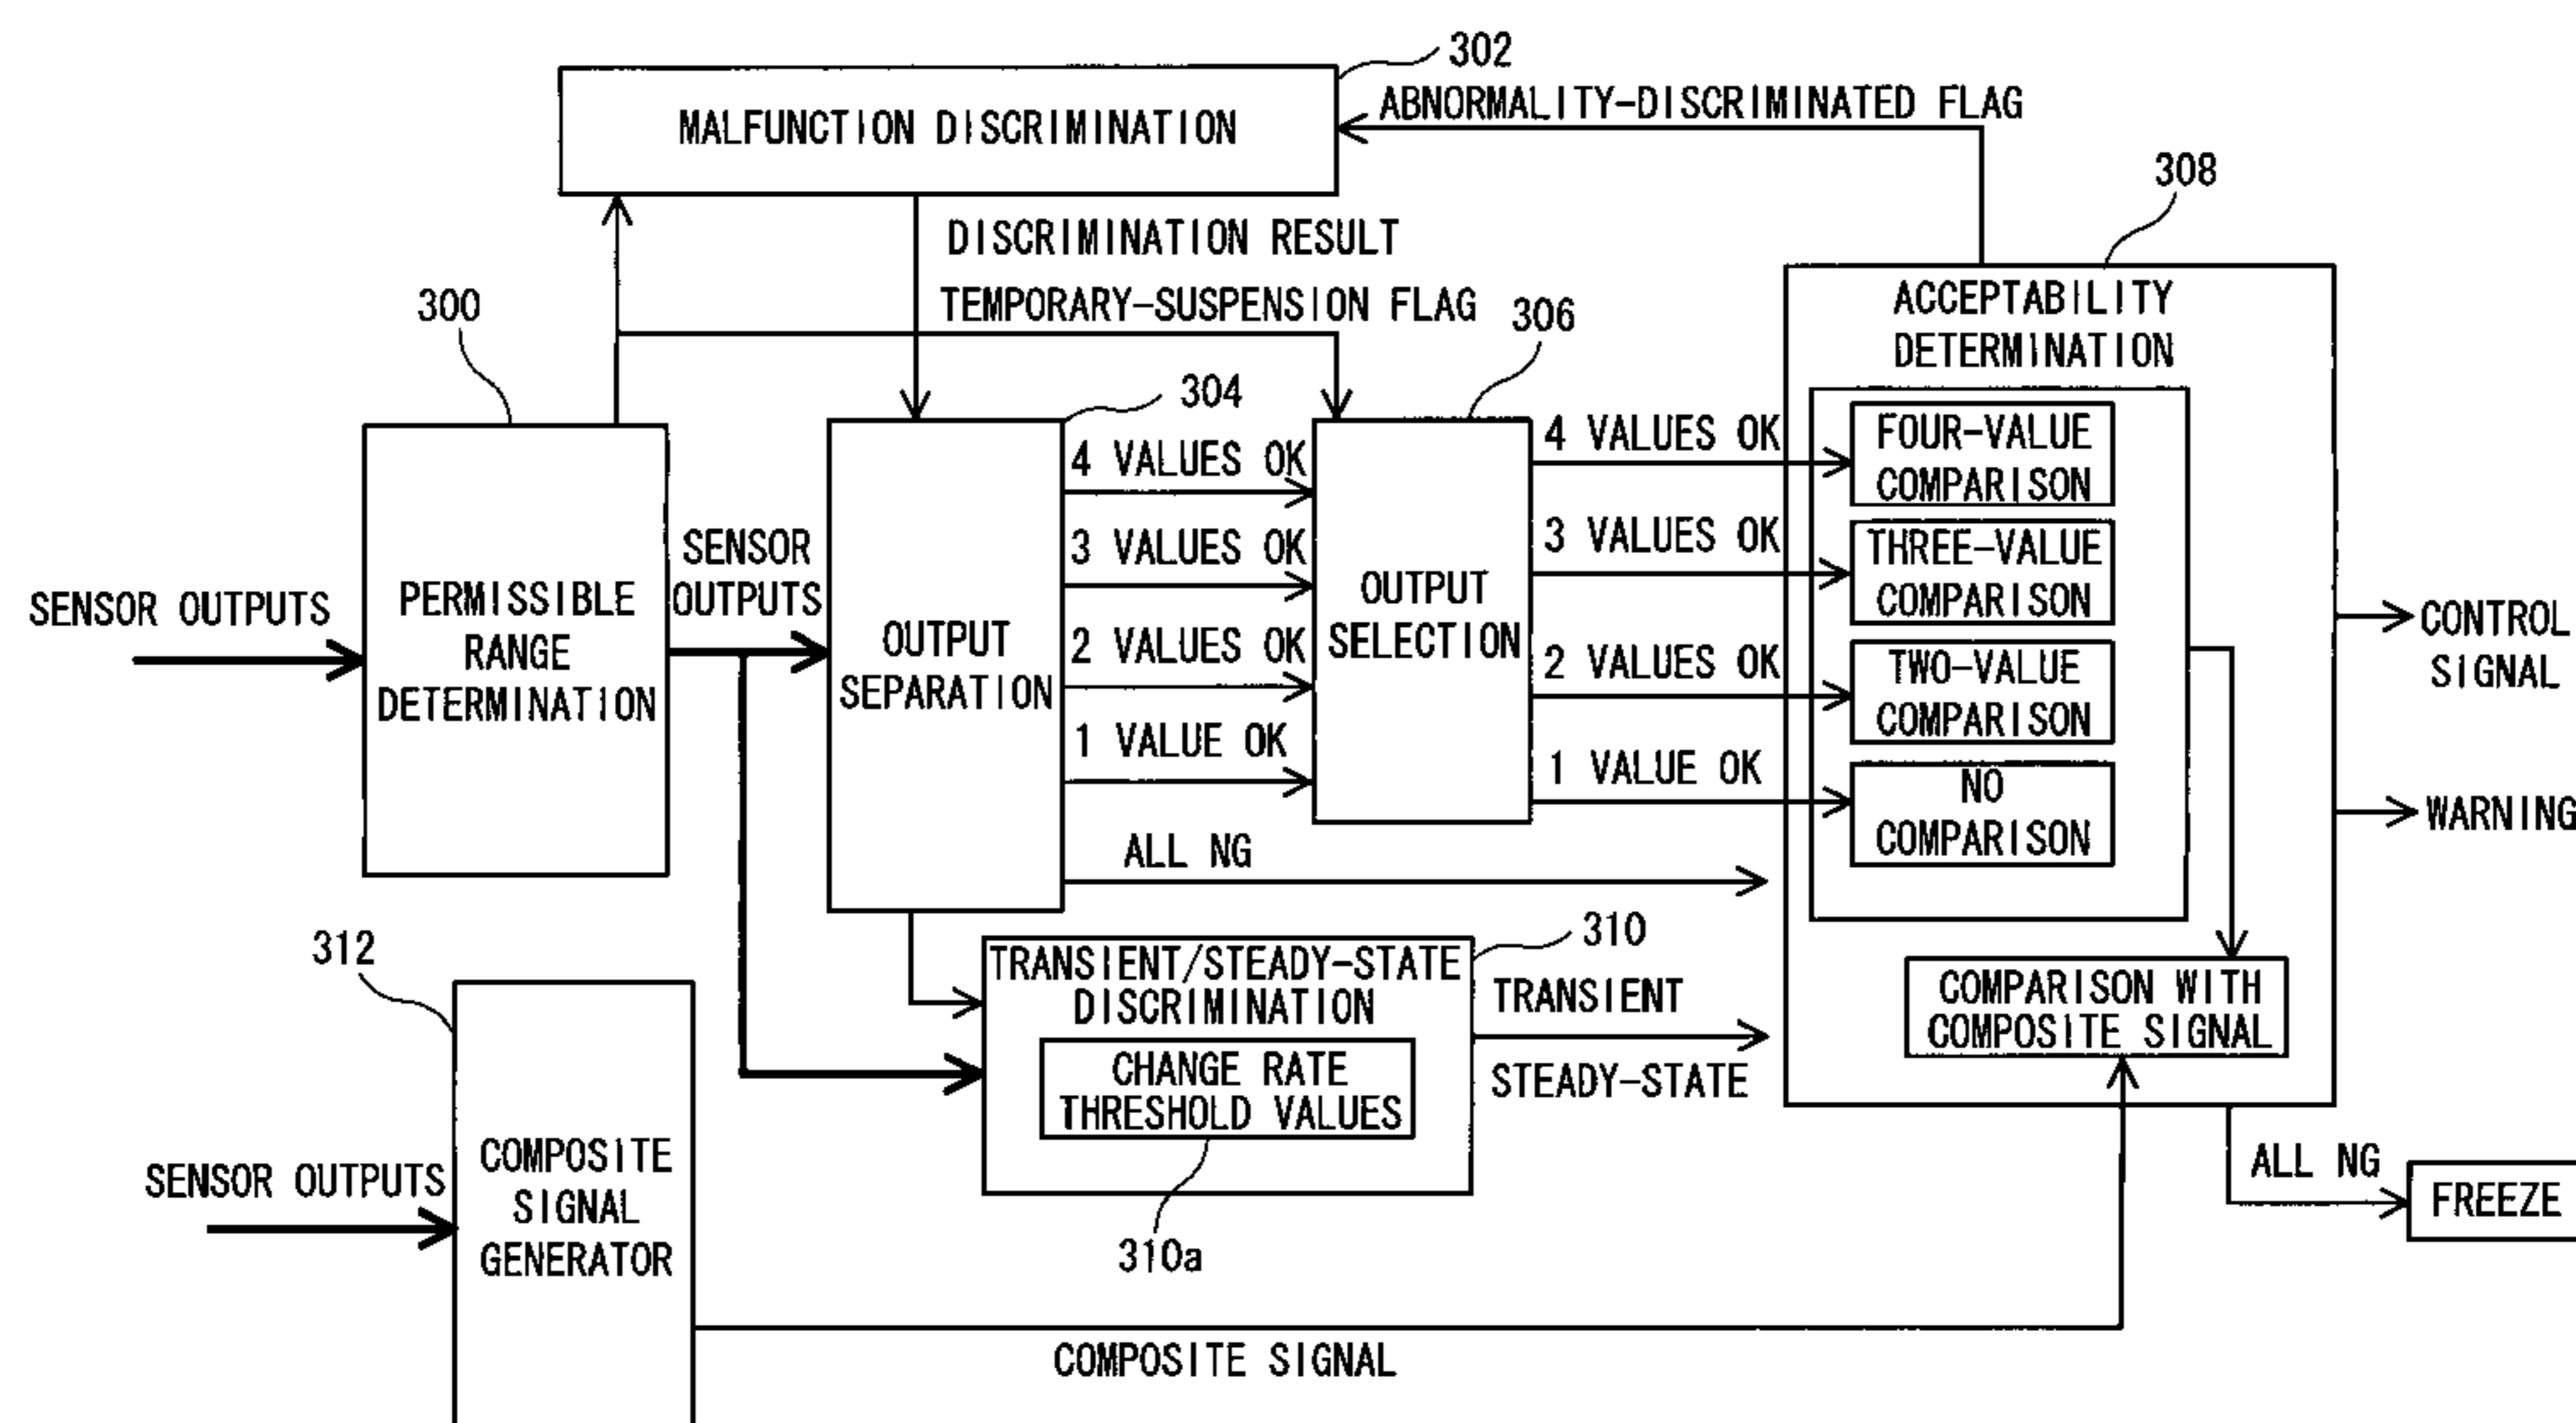 302
MALFUNCTION DISCRIMINATION
ABNORMALITY-DISCRIMINATED FLAG
308
DISCRIMINATION RESULT
TEMPORARY-SUSPENSION FLAG
300
304
306
ACCEPTABILITY
DETERMINATION
SENSOR OUTPUTS
PERMISSIBLE
RANGE
DETERMINATION
SENSOR
OUTPUTS
OUTPUT
SEPARATION
4 VALUES OK
3 VALUES OK
2 VALUES OK
1 VALUE OK
ALL NG
OUTPUT
SELECTION
4 VALUES OK
3 VALUES OK
2 VALUES OK
1 VALUE OK
FOUR-VALUE
COMPARISON
THREE-VALUE
COMPARISON
TWO-VALUE
COMPARISON
NO
COMPARISON
CONTROL
SIGNAL
WARNING
310
TRANSIENT/STEADY-STATE
DISCRIMINATION
CHANGE RATE
THRESHOLD VALUES
310a
TRANSIENT
STEADY-STATE
COMPARISON WITH
COMPOSITE SIGNAL
ALL NG
FREEZE
312
SENSOR OUTPUTS
COMPOSITE
SIGNAL
GENERATOR
COMPOSITE SIGNAL